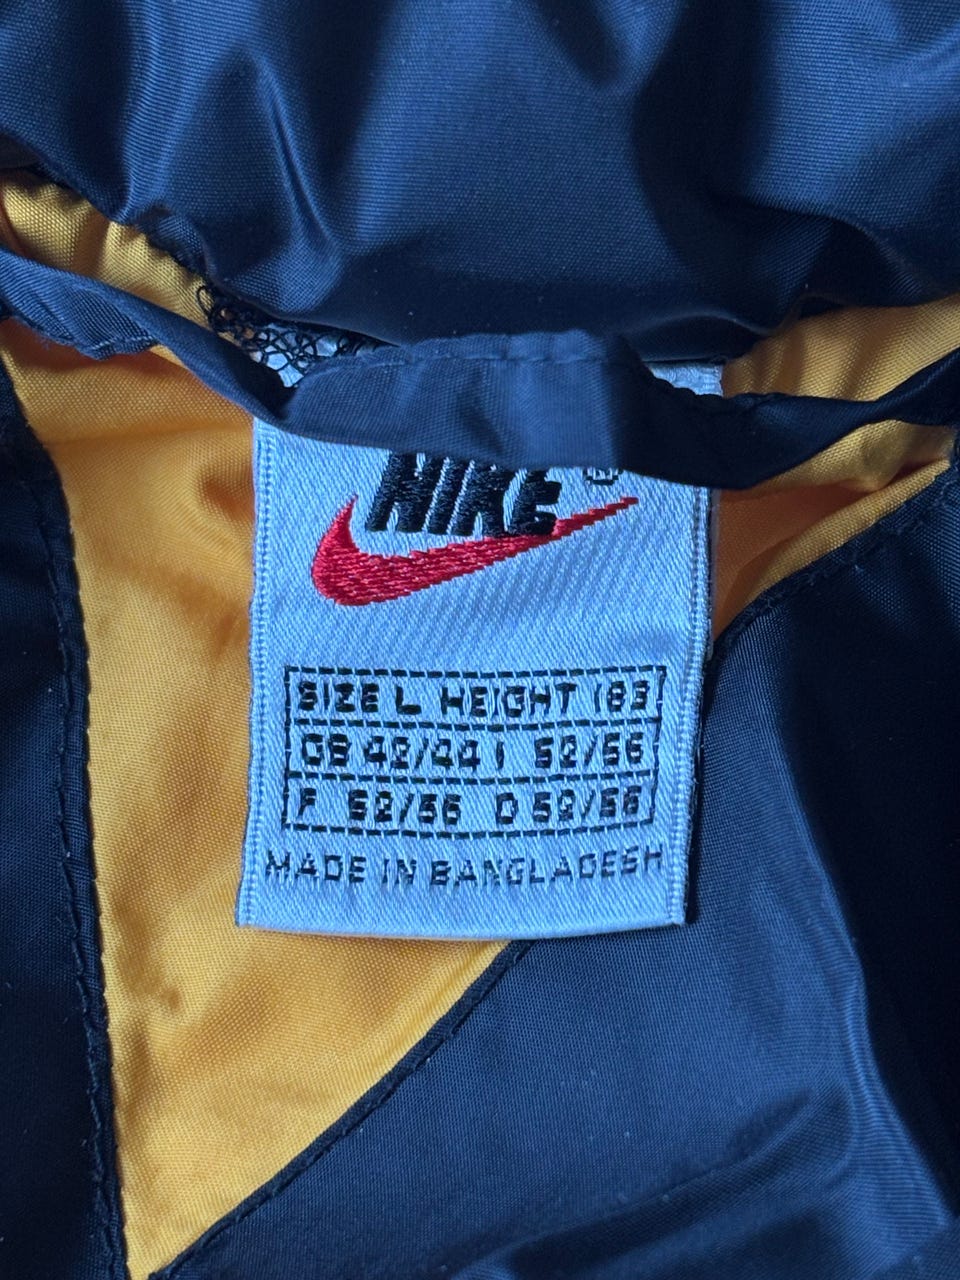 NIKE
SIZE L HEIGHT 183
GB 42/44 I 52/56
F 52/56 D 52/56
MADE IN BANGLADESH